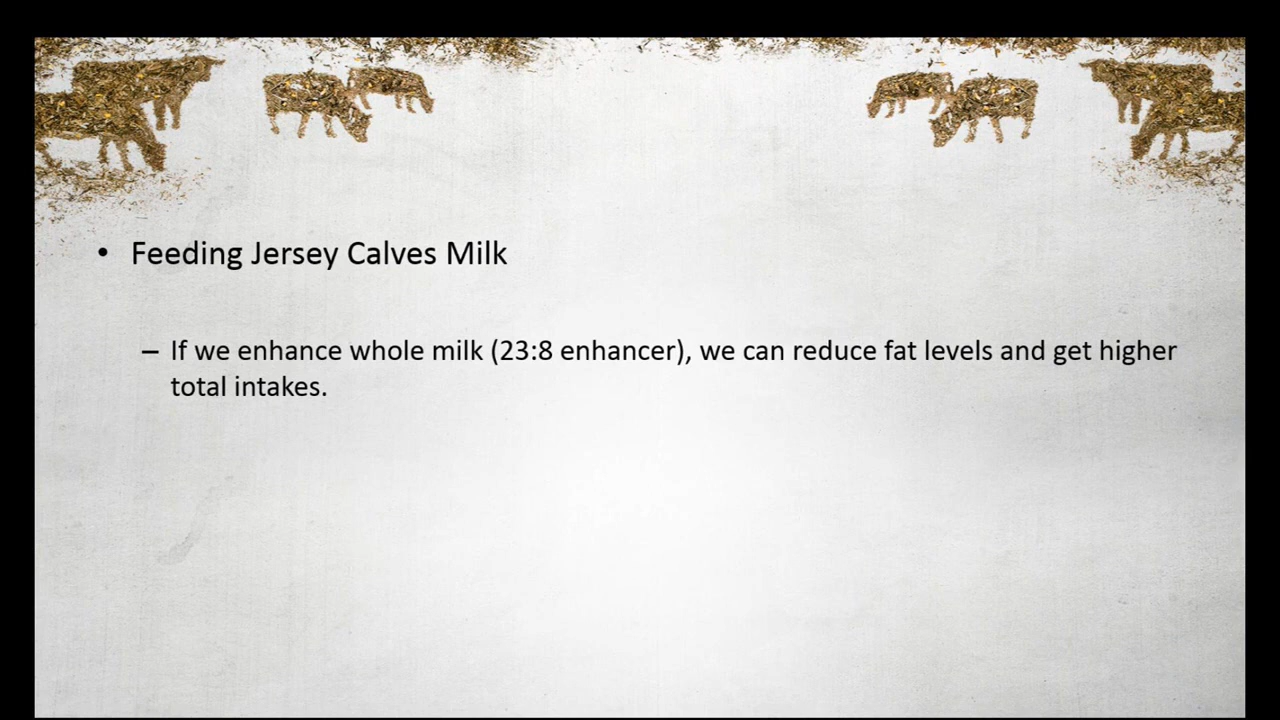 • Feeding Jersey Calves Milk
– If we enhance whole milk (23:8 enhancer), we can reduce fat levels and get higher
total intakes.